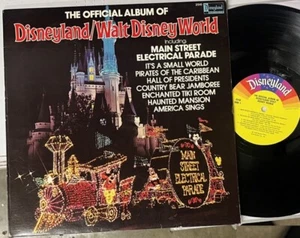 THE OFFICIAL ALBUM OF
Disneyland/Walt Disney World
including
MAIN STREET
ELECTRICAL PARADE
IT'S A SMALL WORLD
PIRATES OF THE CARIBBEAN
HALL OF PRESIDENTS
COUNTRY BEAR JAMBOREE
ENCHANTED TIKI ROOM
HAUNTED MANSION
AMERICA SINGS
MAIN
STREET
ELECTRICAL
PARADE
Disneyland